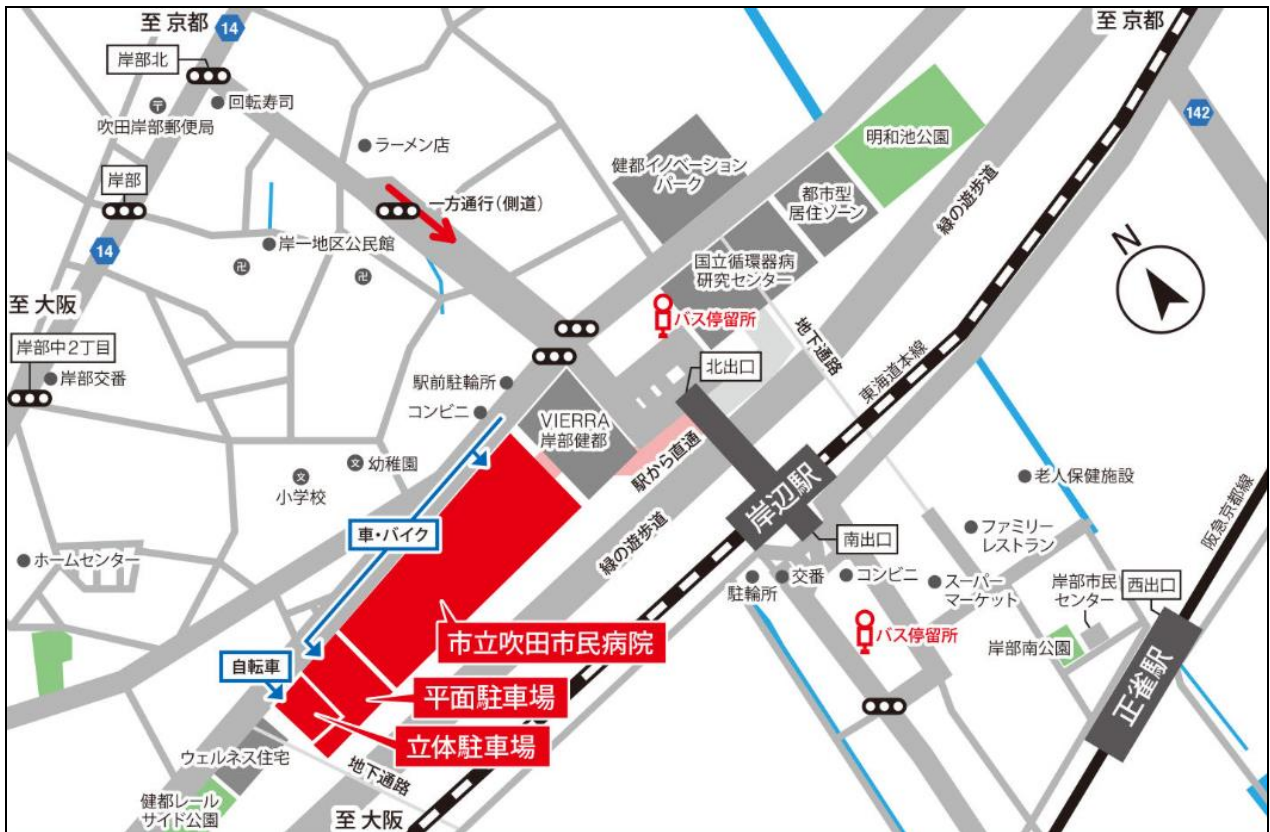 至 京都
14
至 京都
岸部北
回転寿司
吹田岸部郵便局
142
ラーメン店
明和池公園
健都イノベーション
パーク
岸部
都市型
居住ゾーン
一方通行(側道)
緑の遊歩道
14
岸一地区公民館
国立循環器病
研究センター
N
至 大阪
バス停留所
地下通路
東海道本線
岸部中2丁目
岸部交番
駅前駐輪所
北出口
コンビニ
VIERRA
岸部健都
駅から直通
幼稚園
文
小学校
文
岸辺駅
老人保健施設
阪急京都線
車・バイク
緑の遊歩道
南出口
ファミリー
レストラン
ホームセンター
駐輪所
交番
コンビニ
スーパー
マーケット
岸部市民
センター
西出口
市立吹田市民病院
バス停留所
岸部南公園
正雀駅
自転車
平面駐車場
立体駐車場
ウェルネス住宅
地下通路
健都レール
サイド公園
至 大阪